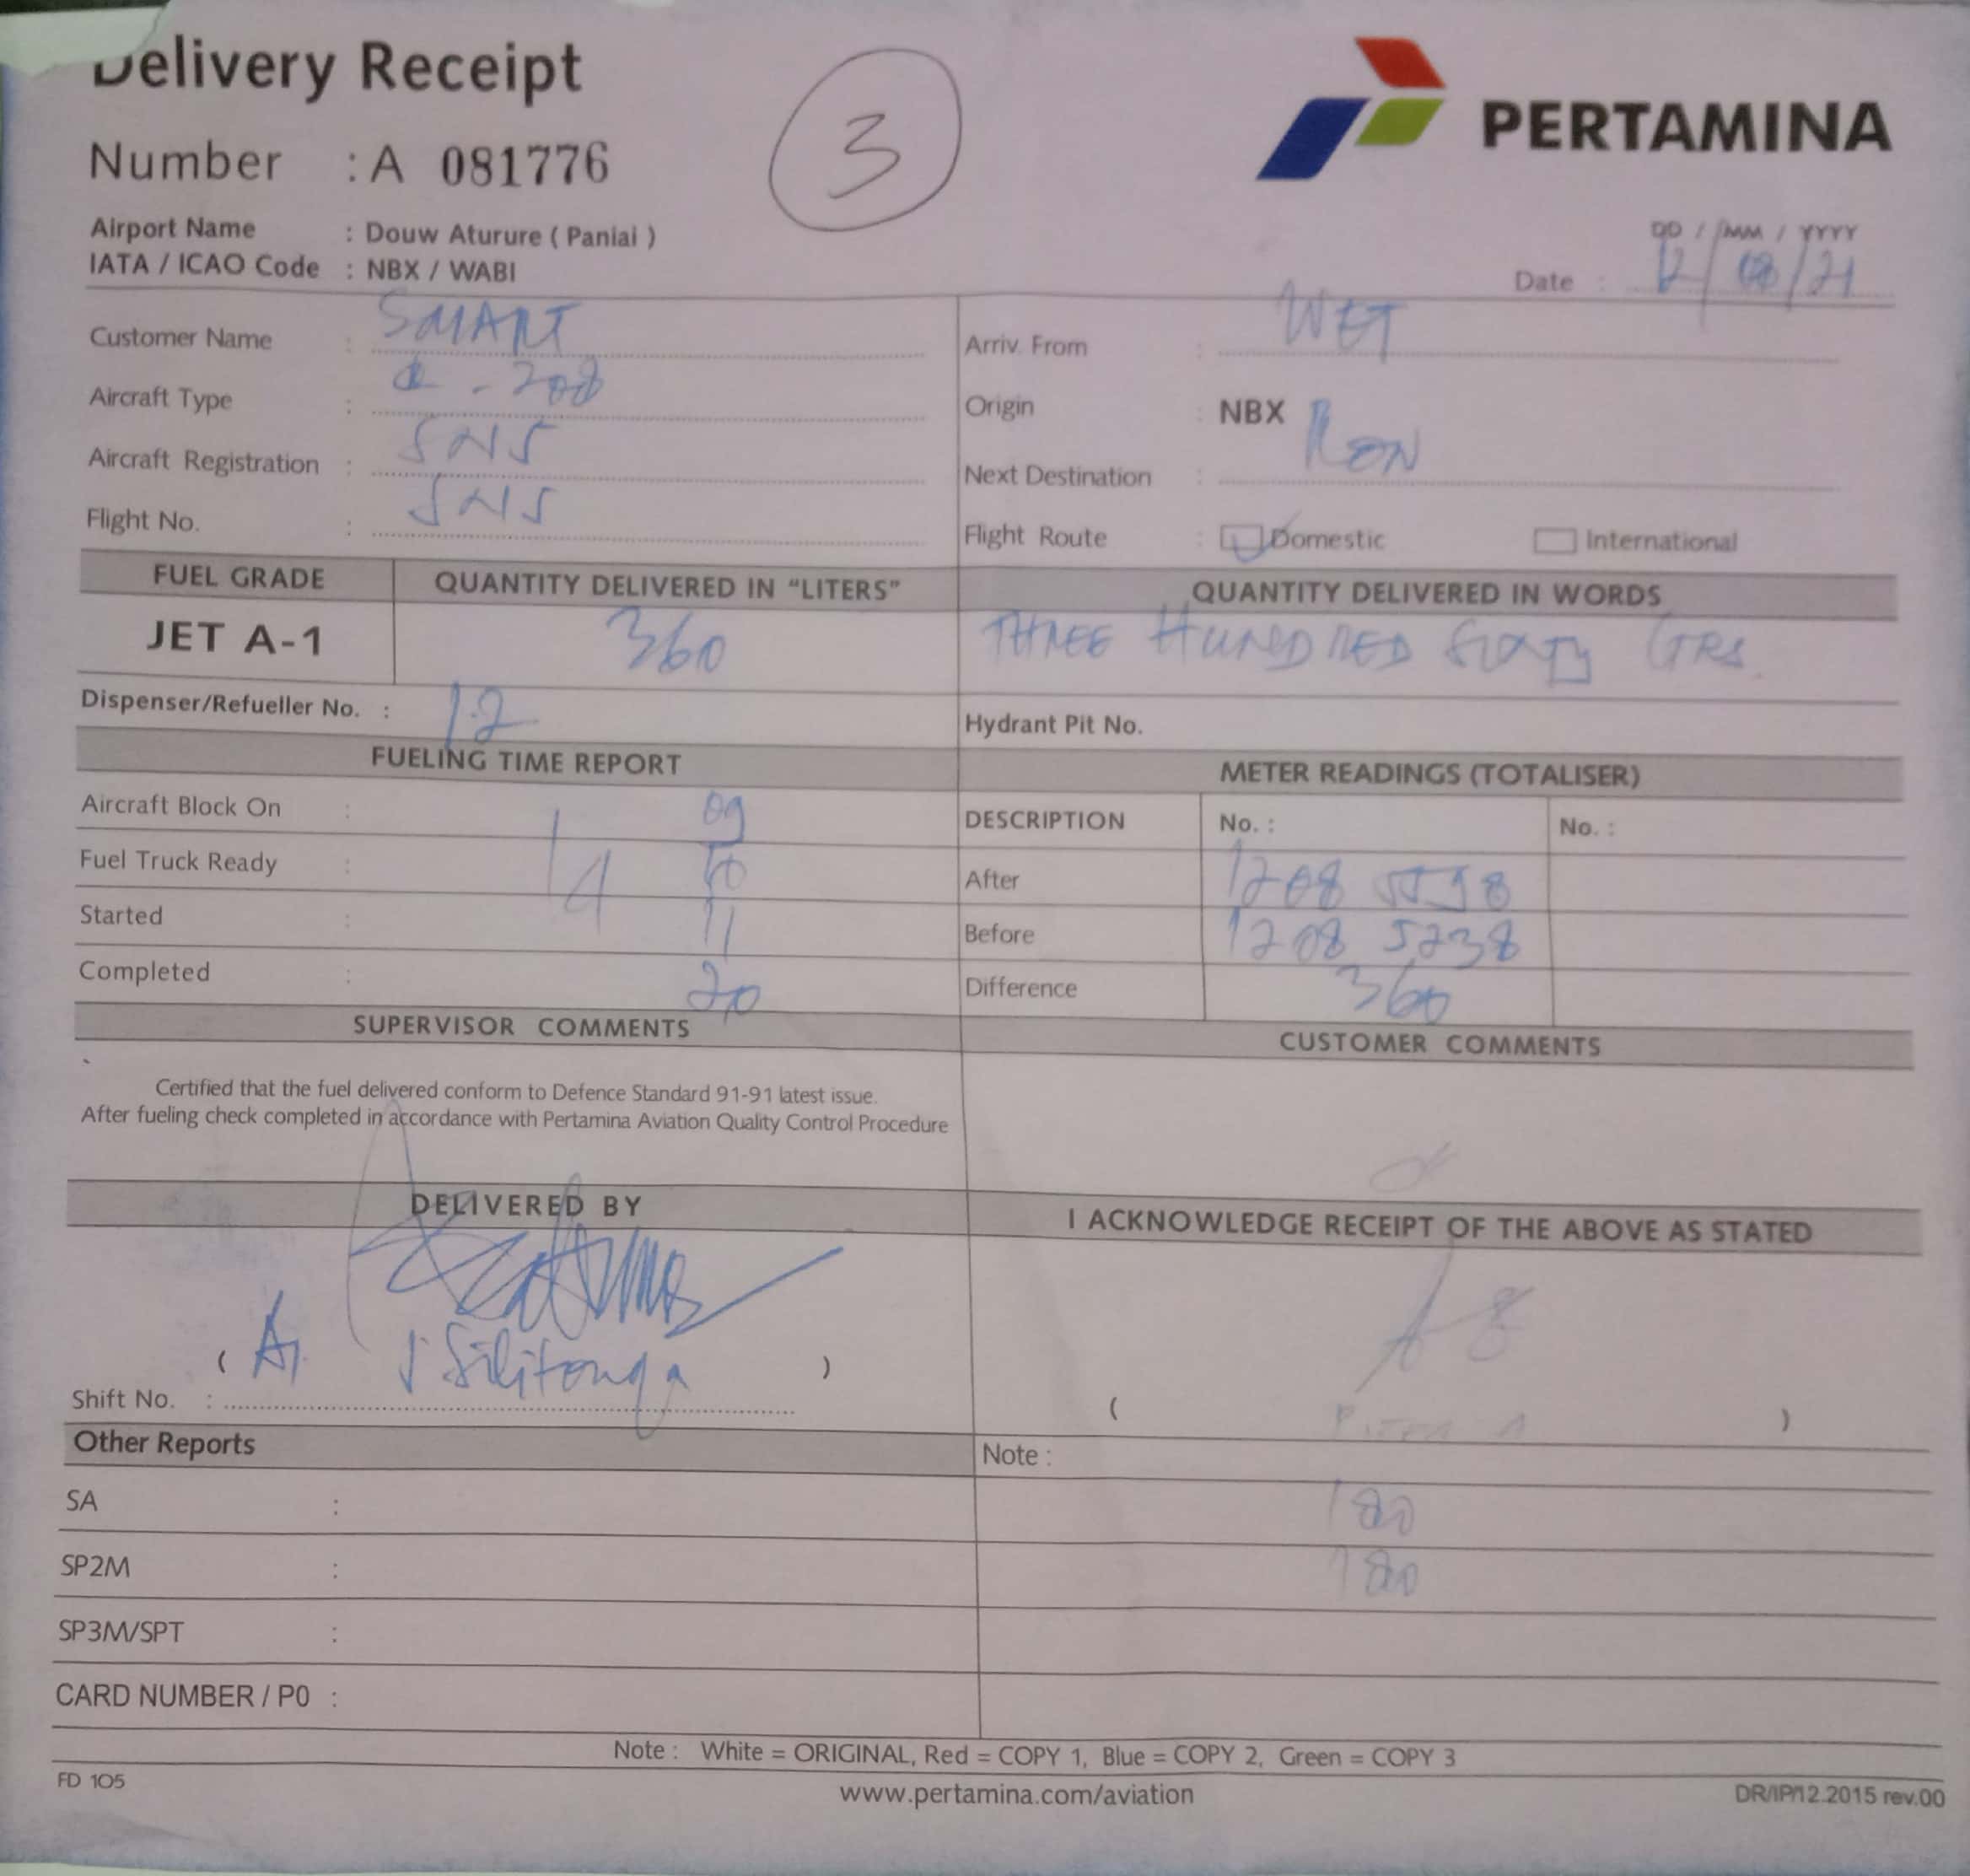 Delivery Receipt
3
PERTAMINA
Number : A 081776
Airport Name : Douw Aturure ( Paniai )
IATA / ICAO Code : NBX / WABI
DD / MM / YYYY
Date : 12/08/21
Customer Name : SMART
Aircraft Type : - 208
Aircraft Registration : SNS
Flight No. : SNS
Arriv. From : WET
Origin : NBX
Next Destination : RON
Flight Route : Domestic International
FUEL GRADE QUANTITY DELIVERED IN "LITERS" QUANTITY DELIVERED IN WORDS
JET A-1 360 THREE HUNDRED SIXTY LTRS
Dispenser/Refueller No. : 12 Hydrant Pit No.
FUELING TIME REPORT METER READINGS (TOTALISER)
Aircraft Block On : 09
Fuel Truck Ready : 14 10
Started : 11
Completed : 20
DESCRIPTION No. : No. :
After 1208 5598
Before 1208 5238
Difference 360
SUPERVISOR COMMENTS CUSTOMER COMMENTS
Certified that the fuel delivered conform to Defence Standard 91-91 latest issue.
After fueling check completed in accordance with Pertamina Aviation Quality Control Procedure
DELIVERED BY I ACKNOWLEDGE RECEIPT OF THE ABOVE AS STATED
( J Silitonga )
Shift No. :
( )
Other Reports Note :
SA : 180
SP2M : 180
SP3M/SPT :
CARD NUMBER / P0 :
Note : White = ORIGINAL, Red = COPY 1, Blue = COPY 2, Green = COPY 3
FD 105 www.pertamina.com/aviation DR/IP/12.2015 rev.00